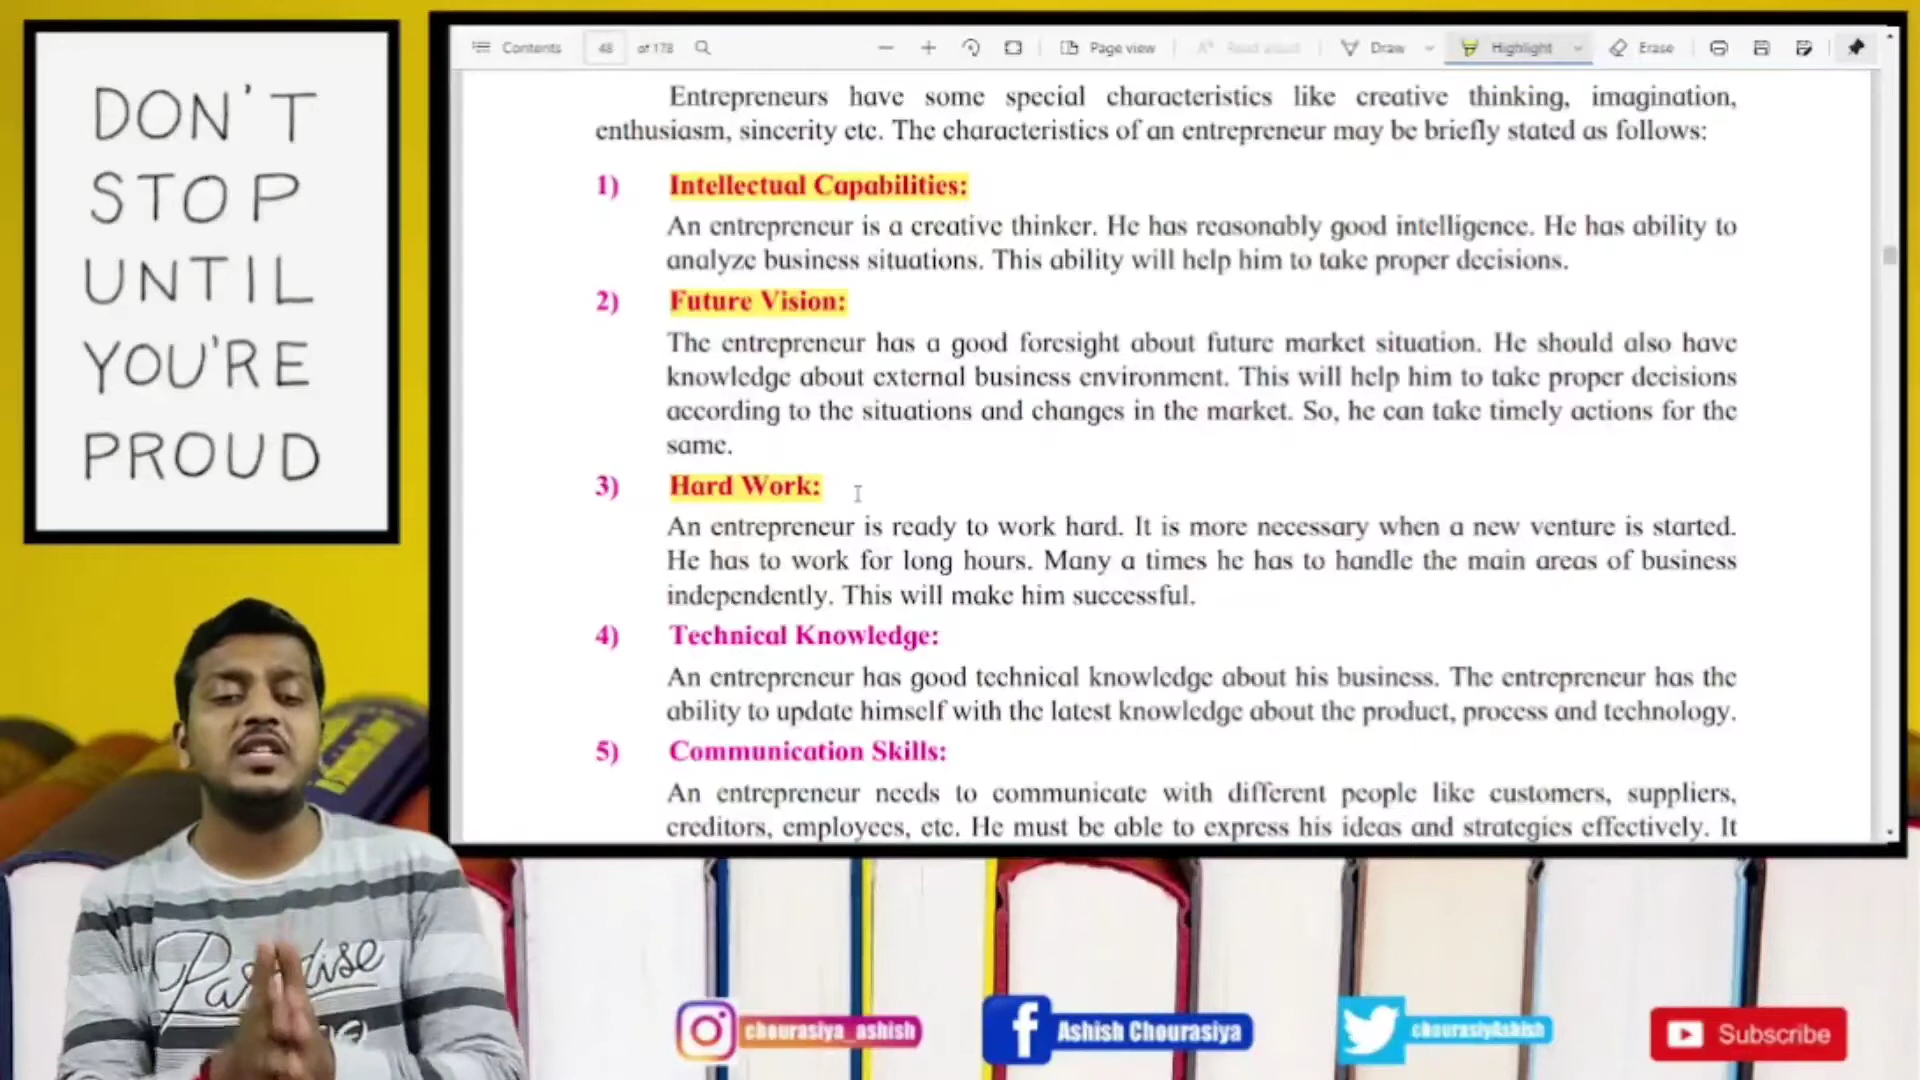 DON'T
STOP
UNTIL
YOU'RE
PROUD
Contents 48 of 178 Page view Read aloud Draw Highlight Erase
Entrepreneurs have some special characteristics like creative thinking, imagination,
enthusiasm, sincerity etc. The characteristics of an entrepreneur may be briefly stated as follows:
1) Intellectual Capabilities:
An entrepreneur is a creative thinker. He has reasonably good intelligence. He has ability to
analyze business situations. This ability will help him to take proper decisions.
2) Future Vision:
The entrepreneur has a good foresight about future market situation. He should also have
knowledge about external business environment. This will help him to take proper decisions
according to the situations and changes in the market. So, he can take timely actions for the
same.
3) Hard Work:
An entrepreneur is ready to work hard. It is more necessary when a new venture is started.
He has to work for long hours. Many a times he has to handle the main areas of business
independently. This will make him successful.
4) Technical Knowledge:
An entrepreneur has good technical knowledge about his business. The entrepreneur has the
ability to update himself with the latest knowledge about the product, process and technology.
5) Communication Skills:
An entrepreneur needs to communicate with different people like customers, suppliers,
creditors, employees, etc. He must be able to express his ideas and strategies effectively. It
Paradise
chourasiya_ashish
Ashish Chourasiya
Subscribe